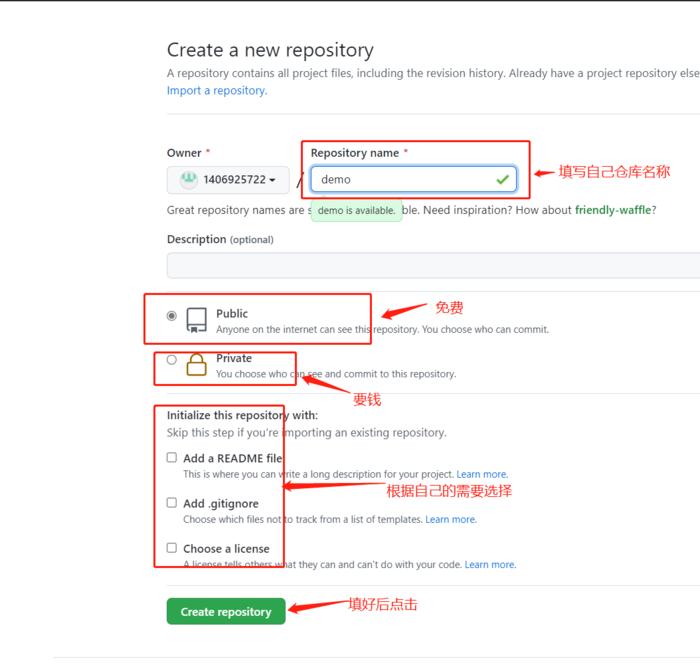 Create a new repository
A repository contains all project files, including the revision history. Already have a project repository else
Import a repository.
Owner *
Repository name *
1406925722
/
demo
填写自己仓库名称
Great repository names are s
demo is available.
ble. Need inspiration? How about friendly-waffle?
Description (optional)
Public
免费
Anyone on the internet can see this repository. You choose who can commit.
Private
You choose who can see and commit to this repository.
要钱
Initialize this repository with:
Skip this step if you're importing an existing repository.
Add a README file
This is where you can write a long description for your project. Learn more.
根据自己的需要选择
Add .gitignore
Choose which files not to track from a list of templates. Learn more.
Choose a license
A license tells others what they can and can't do with your code. Learn more.
Create repository
填好后点击